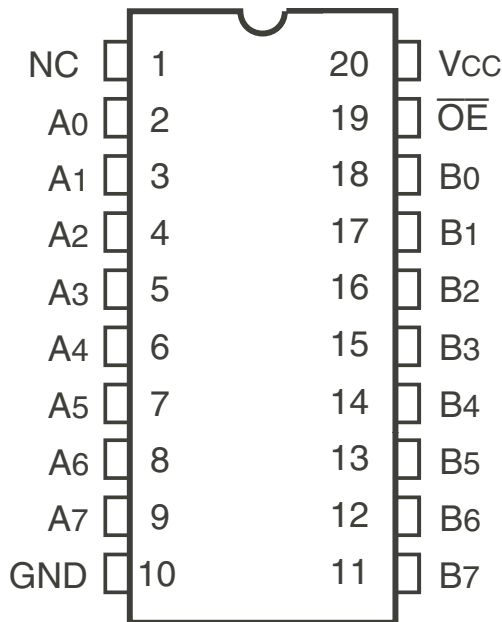 NC 1 20 VCC
A0 2 19 OE
A1 3 18 B0
A2 4 17 B1
A3 5 16 B2
A4 6 15 B3
A5 7 14 B4
A6 8 13 B5
A7 9 12 B6
GND 10 11 B7